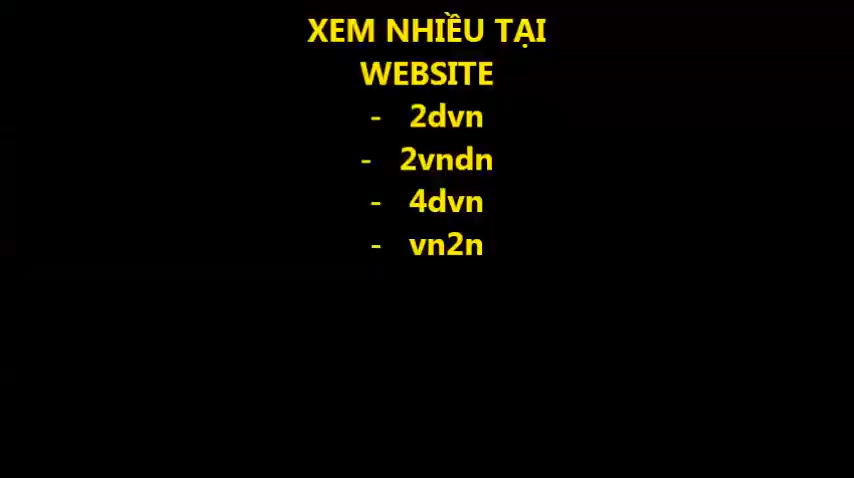 XEM NHIỀU TẠI
WEBSITE
- 2dvn
- 2vndn
- 4dvn
- vn2n